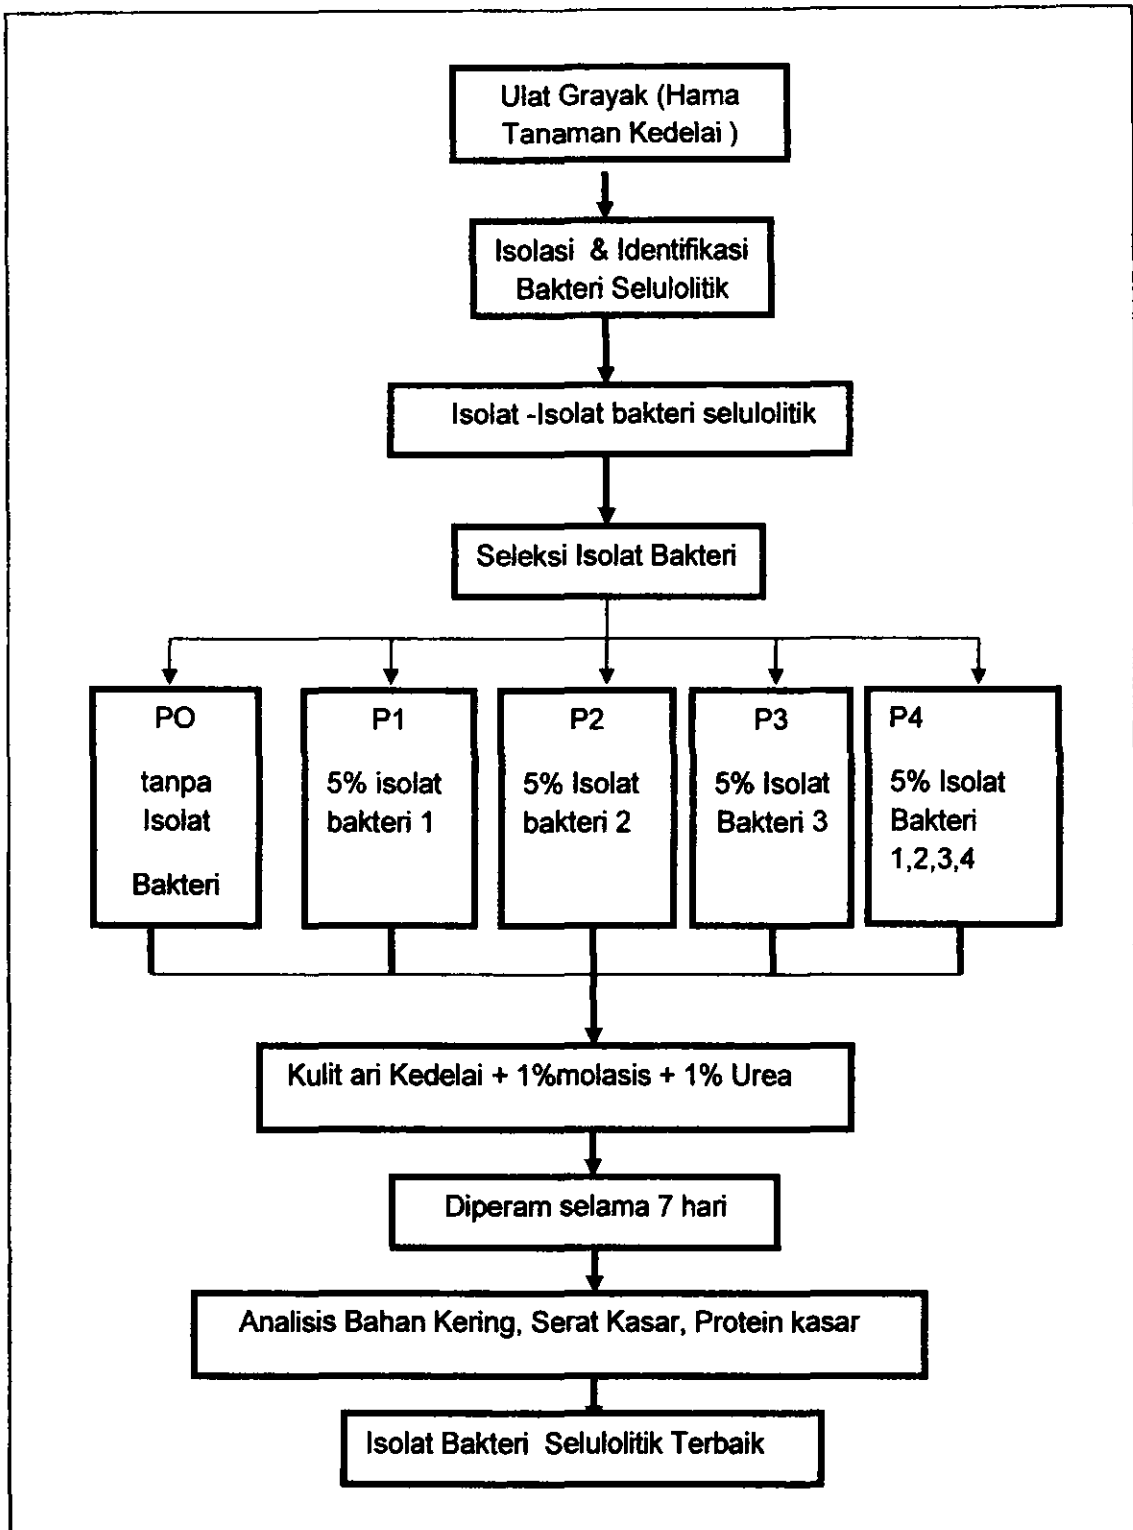 Ulat Grayak (Hama
Tanaman Kedelai )
Isolasi & Identifikasi
Bakteri Selulolitik
Isolat -Isolat bakteri selulolitik
Seleksi Isolat Bakteri
PO
tanpa
Isolat
Bakteri
P1
5% isolat
bakteri 1
P2
5% Isolat
bakteri 2
P3
5% Isolat
Bakteri 3
P4
5% Isolat
Bakteri
1,2,3,4
Kulit ari Kedelai + 1%molasis + 1% Urea
Diperam selama 7 hari
Analisis Bahan Kering, Serat Kasar, Protein kasar
Isolat Bakteri Selulolitik Terbaik